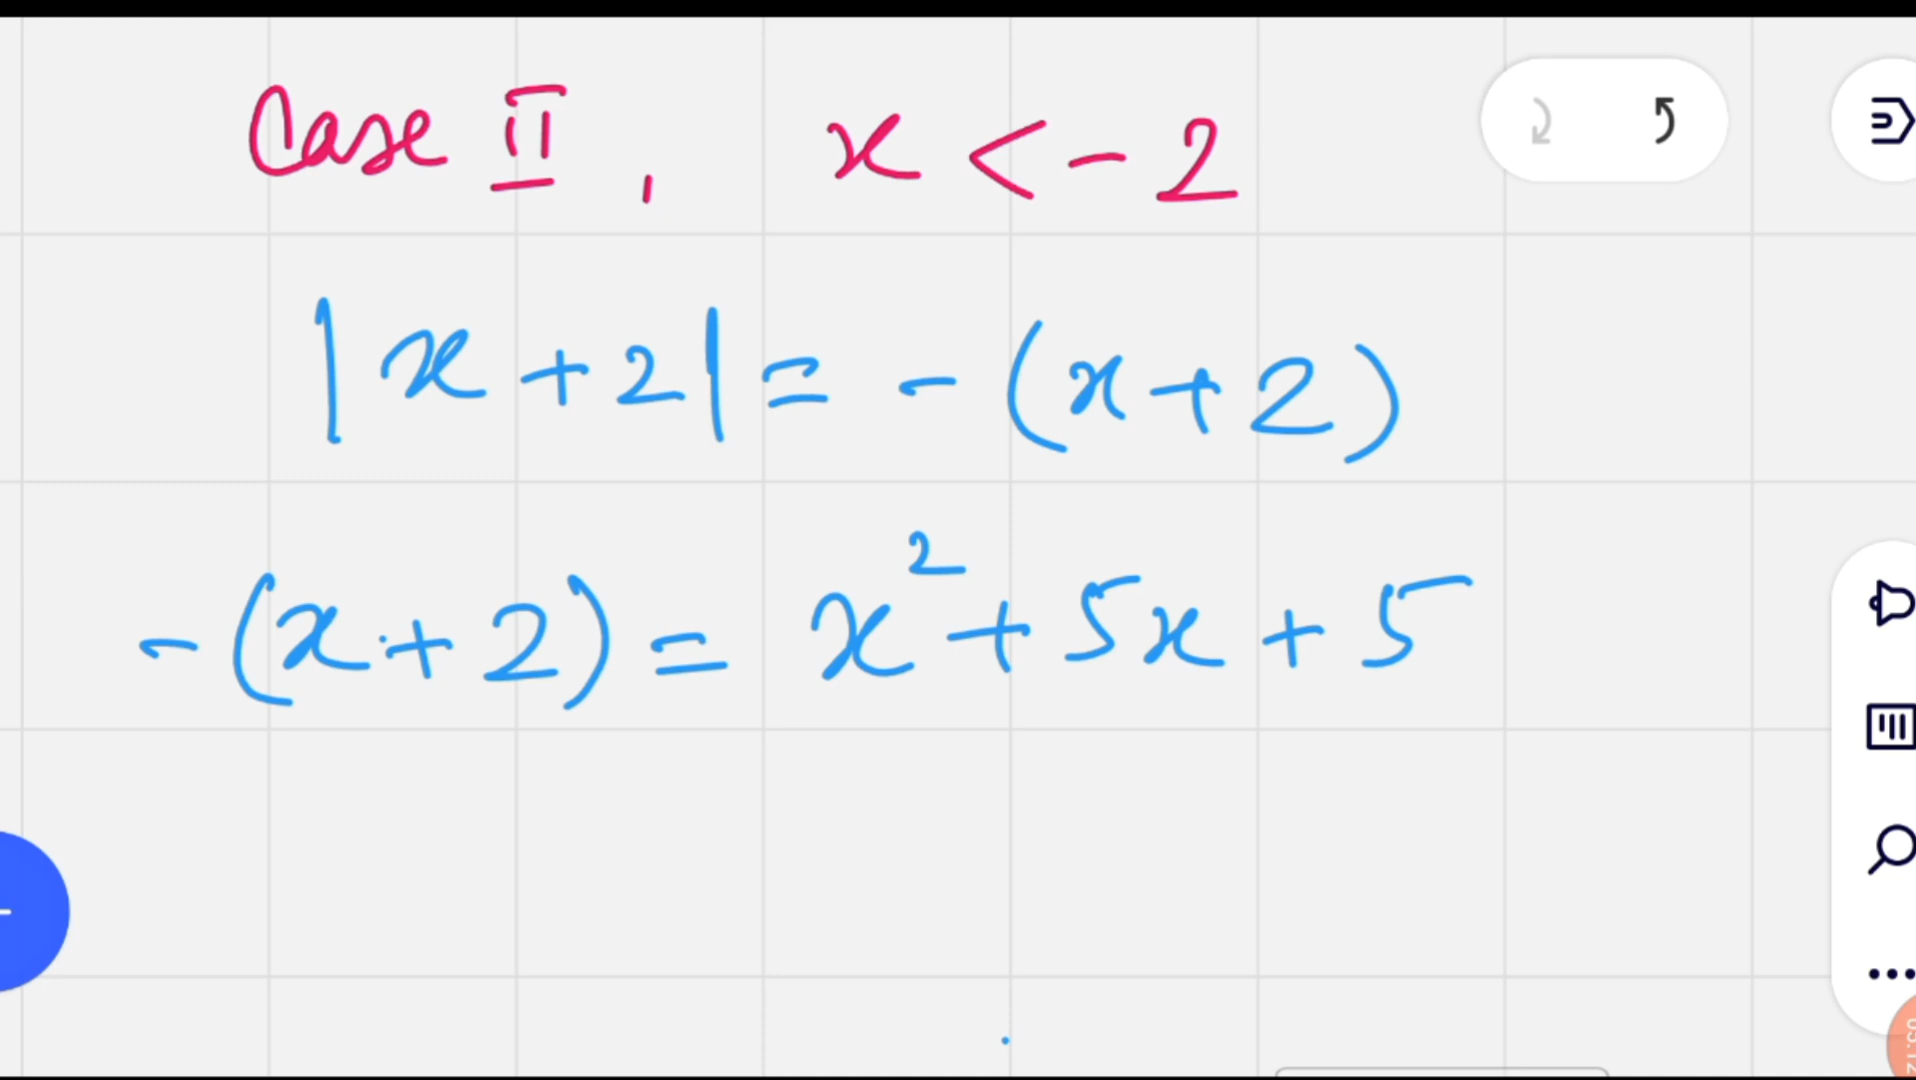 Case II, x < -2
|x+2| = -(x+2)
-(x+2) = x²+5x+5